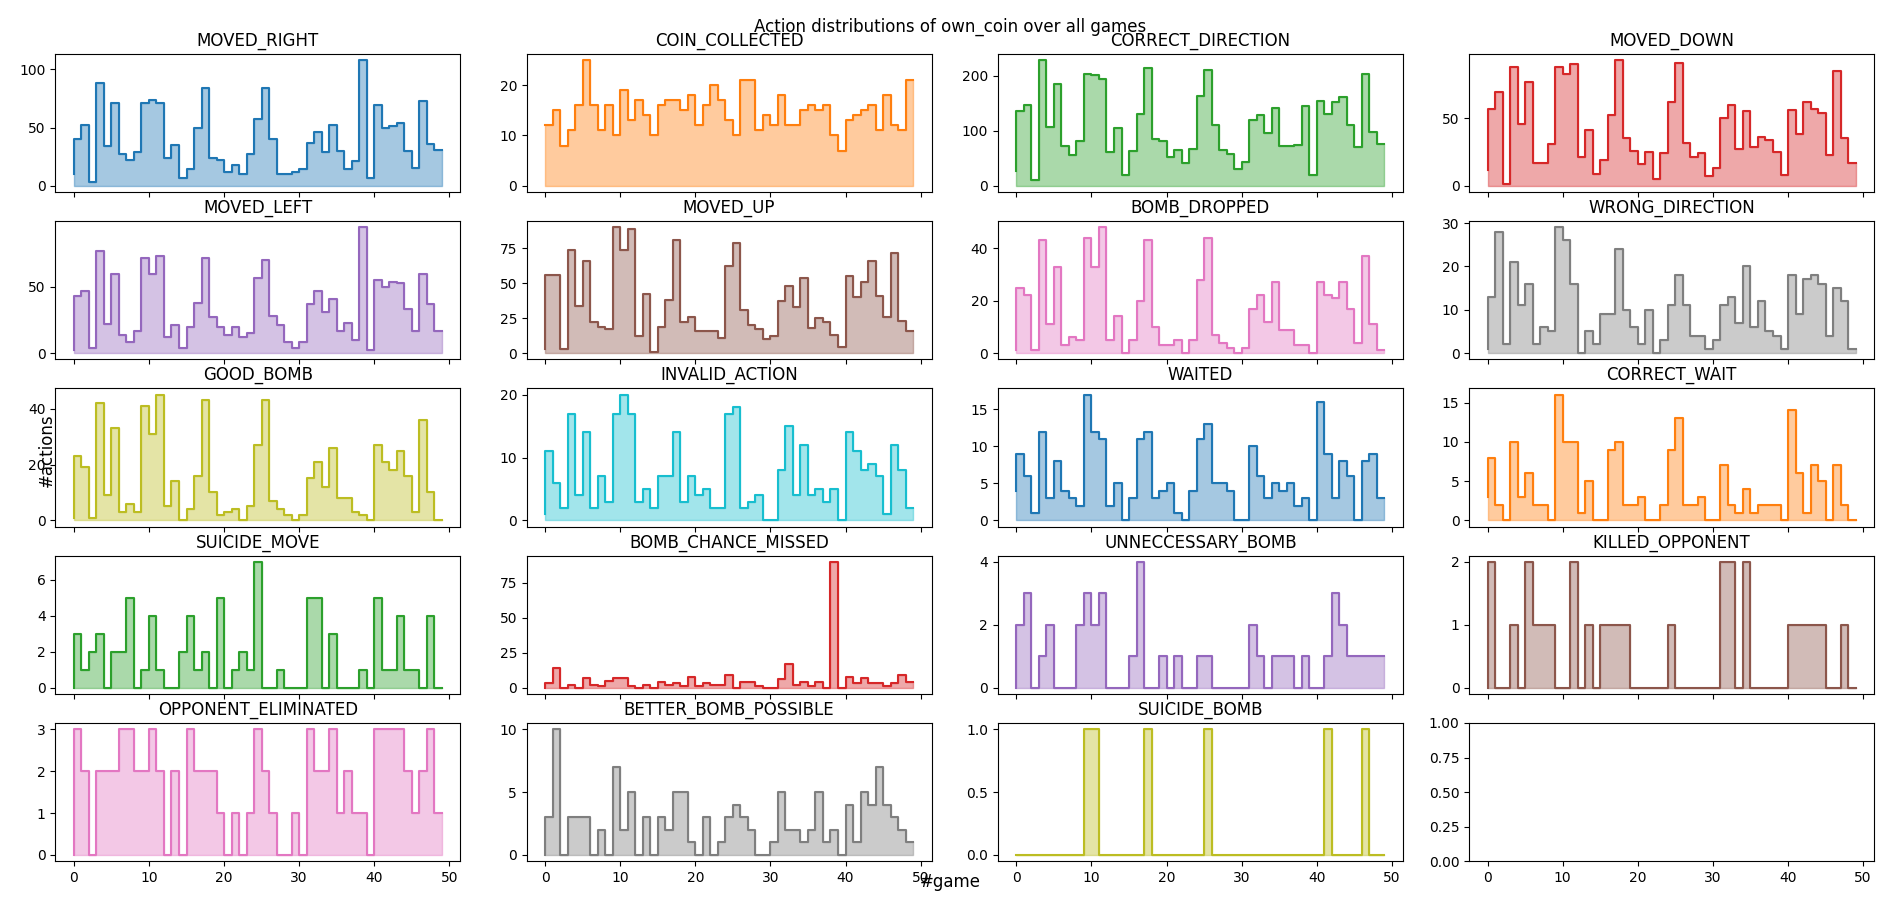 Action distributions of own_coin over all games
MOVED_RIGHT COIN_COLLECTED CORRECT_DIRECTION MOVED_DOWN
100 50 0
20 10 0
200 100 0
50 0
MOVED_LEFT MOVED_UP BOMB_DROPPED WRONG_DIRECTION
50 0
75 50 25 0
40 20 0
30 20 10 0
GOOD_BOMB INVALID_ACTION WAITED CORRECT_WAIT
40 20 0
20 10 0
15 10 5 0
15 10 5 0
#actions
SUICIDE_MOVE BOMB_CHANCE_MISSED UNNECCESSARY_BOMB KILLED_OPPONENT
6 4 2 0
75 50 25 0
4 2 0
2 1 0
OPPONENT_ELIMINATED BETTER_BOMB_POSSIBLE SUICIDE_BOMB
3 2 1 0
10 5 0
1.0 0.5 0.0
1.00 0.75 0.50 0.25 0.00
0 10 20 30 40 50 0 10 20 30 40 50 0 10 20 30 40 50 0 10 20 30 40 50
#game